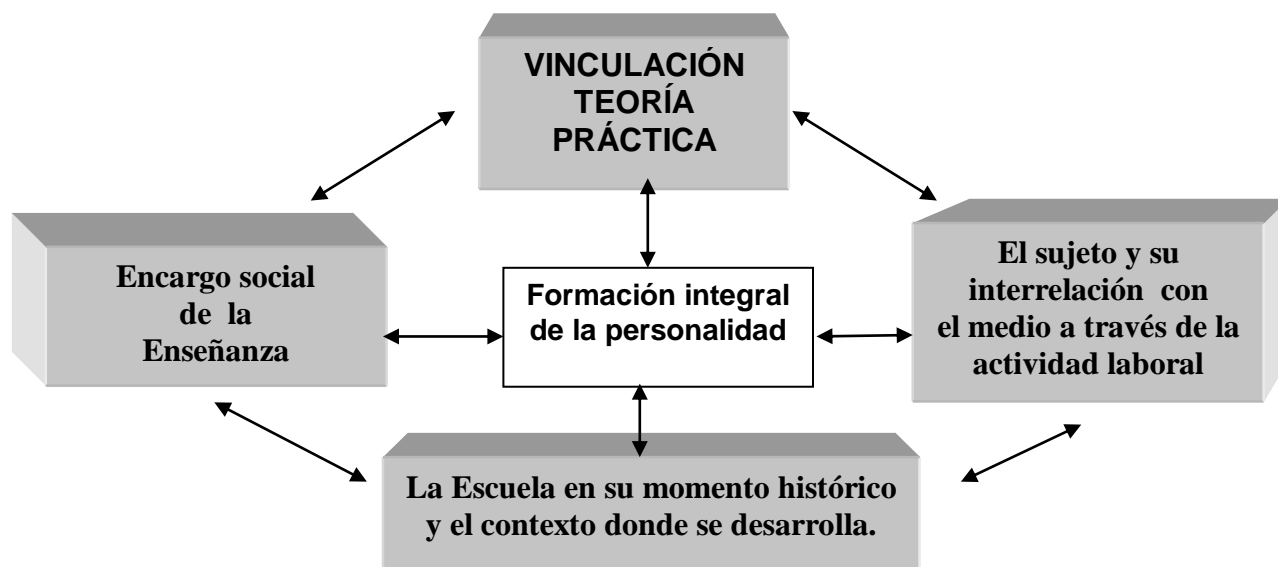 VINCULACIÓN
TEORÍA
PRÁCTICA
Encargo social
de la
Enseñanza
Formación integral
de la personalidad
El sujeto y su
interrelación con
el medio a través de la
actividad laboral
La Escuela en su momento histórico
y el contexto donde se desarrolla.